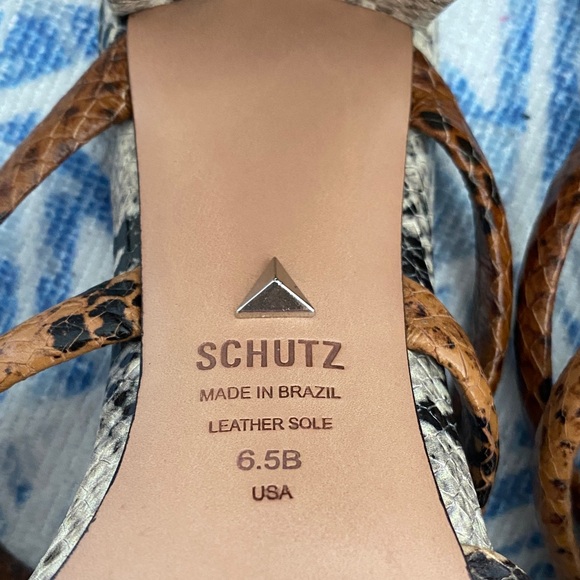 SCHUTZ
MADE IN BRAZIL
LEATHER SOLE
6.5B
USA